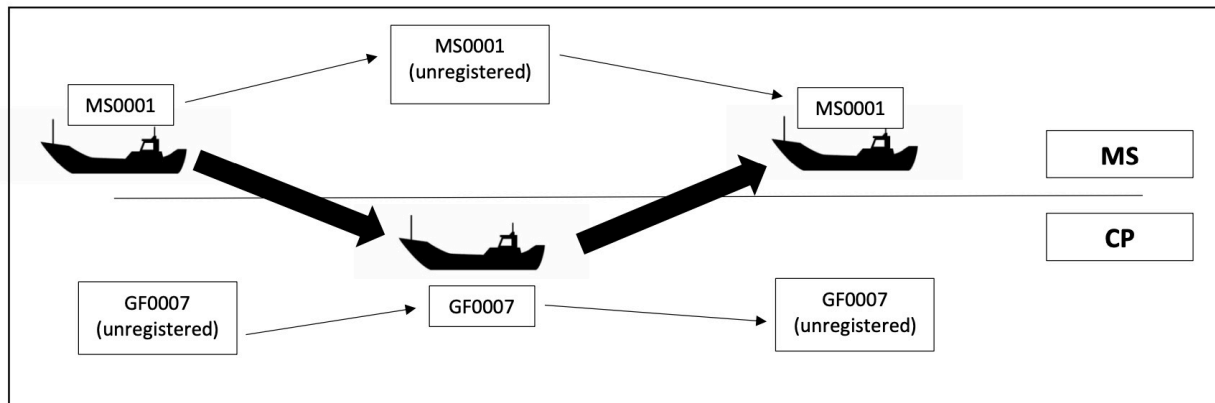 MS0001
(unregistered)
MS0001
MS0001
MS
CP
GF0007
(unregistered)
GF0007
GF0007
(unregistered)